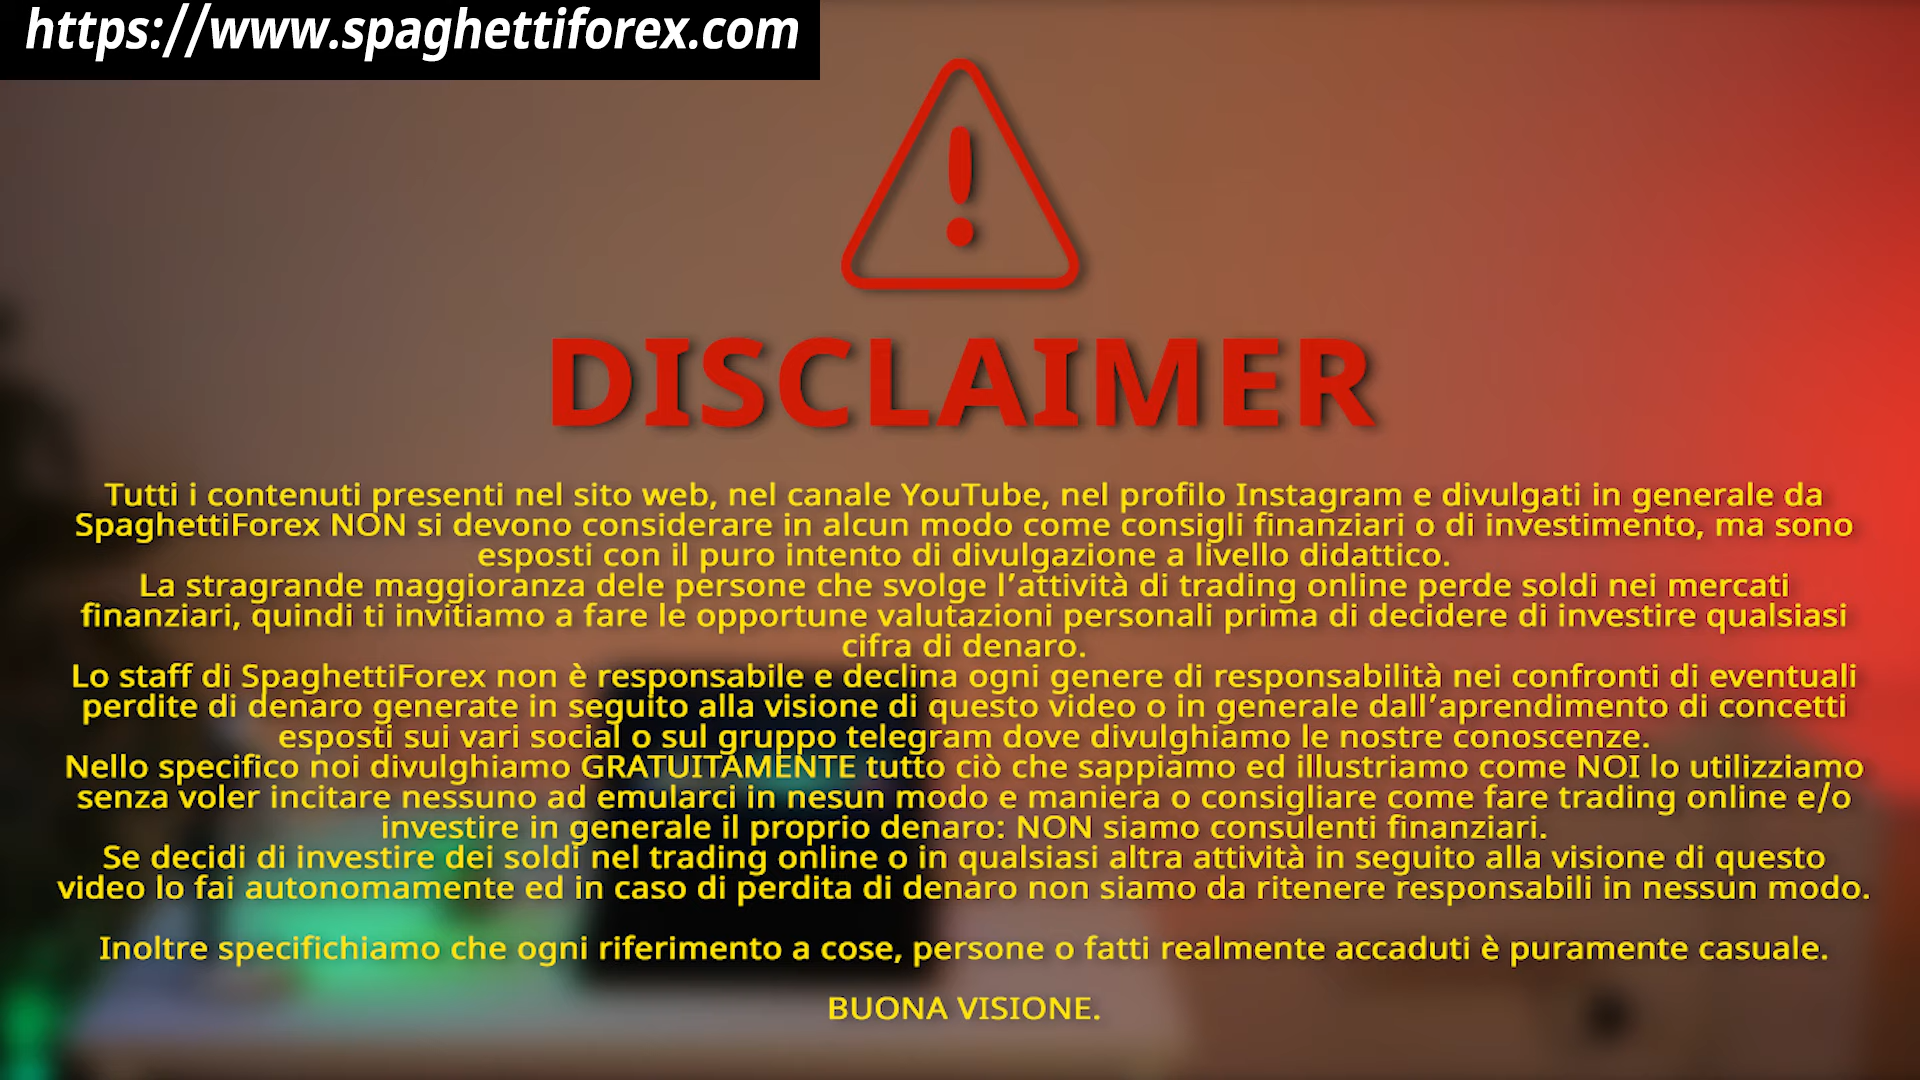 https://www.spaghettiforex.com
DISCLAIMER
Tutti i contenuti presenti nel sito web, nel canale YouTube, nel profilo Instagram e divulgati in generale da
SpaghettiForex NON si devono considerare in alcun modo come consigli finanziari o di investimento, ma sono
esposti con il puro intento di divulgazione a livello didattico.
La stragrande maggioranza dele persone che svolge l'attività di trading online perde soldi nei mercati
finanziari, quindi ti invitiamo a fare le opportune valutazioni personali prima di decidere di investire qualsiasi
cifra di denaro.
Lo staff di SpaghettiForex non è responsabile e declina ogni genere di responsabilità nei confronti di eventuali
perdite di denaro generate in seguito alla visione di questo video o in generale dall'aprendimento di concetti
esposti sui vari social o sul gruppo telegram dove divulghiamo le nostre conoscenze.
Nello specifico noi divulghiamo GRATUITAMENTE tutto ciò che sappiamo ed illustriamo come NOI lo utilizziamo
senza voler incitare nessuno ad emularci in nesun modo e maniera o consigliare come fare trading online e/o
investire in generale il proprio denaro: NON siamo consulenti finanziari.
Se decidi di investire dei soldi nel trading online o in qualsiasi altra attività in seguito alla visione di questo
video lo fai autonomamente ed in caso di perdita di denaro non siamo da ritenere responsabili in nessun modo.
Inoltre specifichiamo che ogni riferimento a cose, persone o fatti realmente accaduti è puramente casuale.
BUONA VISIONE.